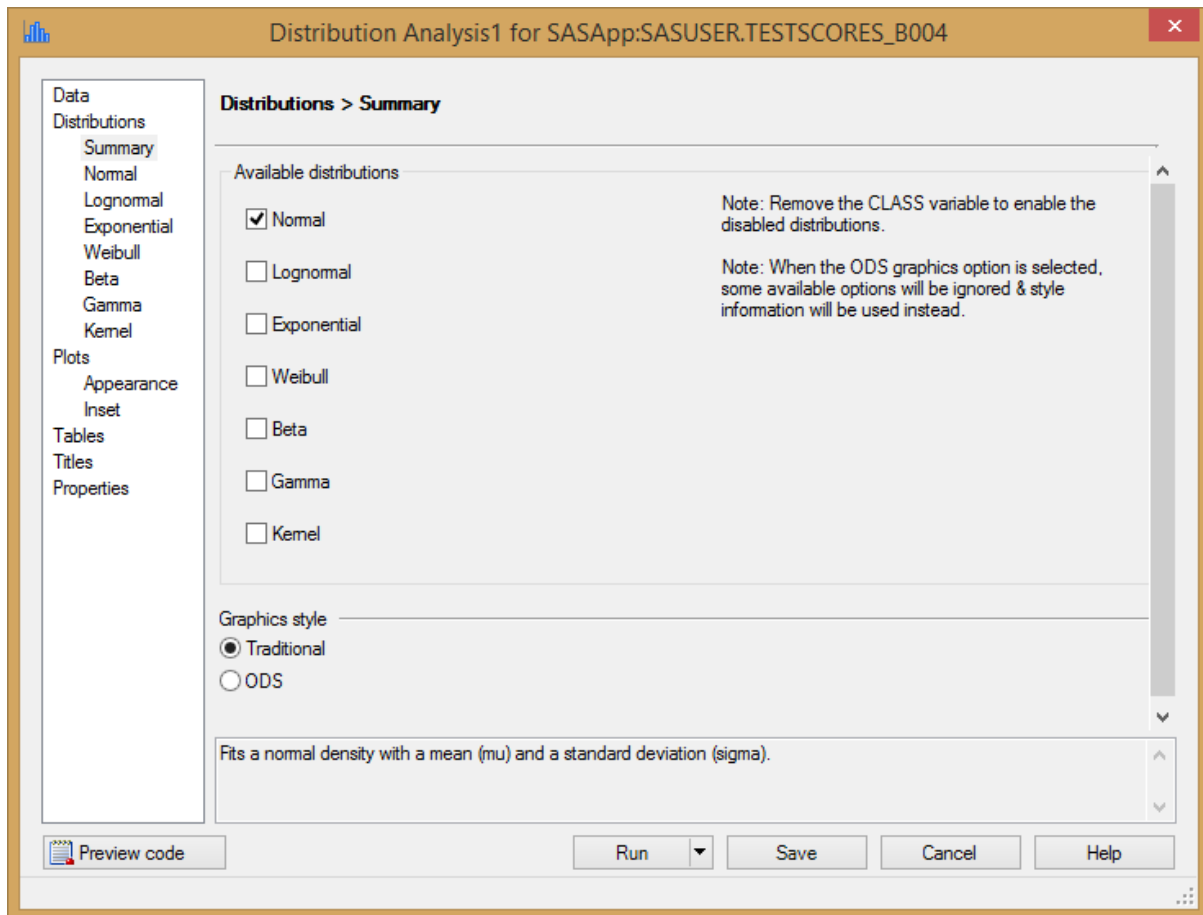 Distribution Analysis1 for SASApp:SASUSER.TESTSCORES_B004
Data
Distributions
Summary
Normal
Lognormal
Exponential
Weibull
Beta
Gamma
Kernel
Plots
Appearance
Inset
Tables
Titles
Properties
Distributions > Summary
Available distributions
Normal
Lognormal
Exponential
Weibull
Beta
Gamma
Kernel
Note: Remove the CLASS variable to enable the
disabled distributions.
Note: When the ODS graphics option is selected,
some available options will be ignored & style
information will be used instead.
Graphics style
Traditional
ODS
Fits a normal density with a mean (mu) and a standard deviation (sigma).
Preview code
Run
Save
Cancel
Help